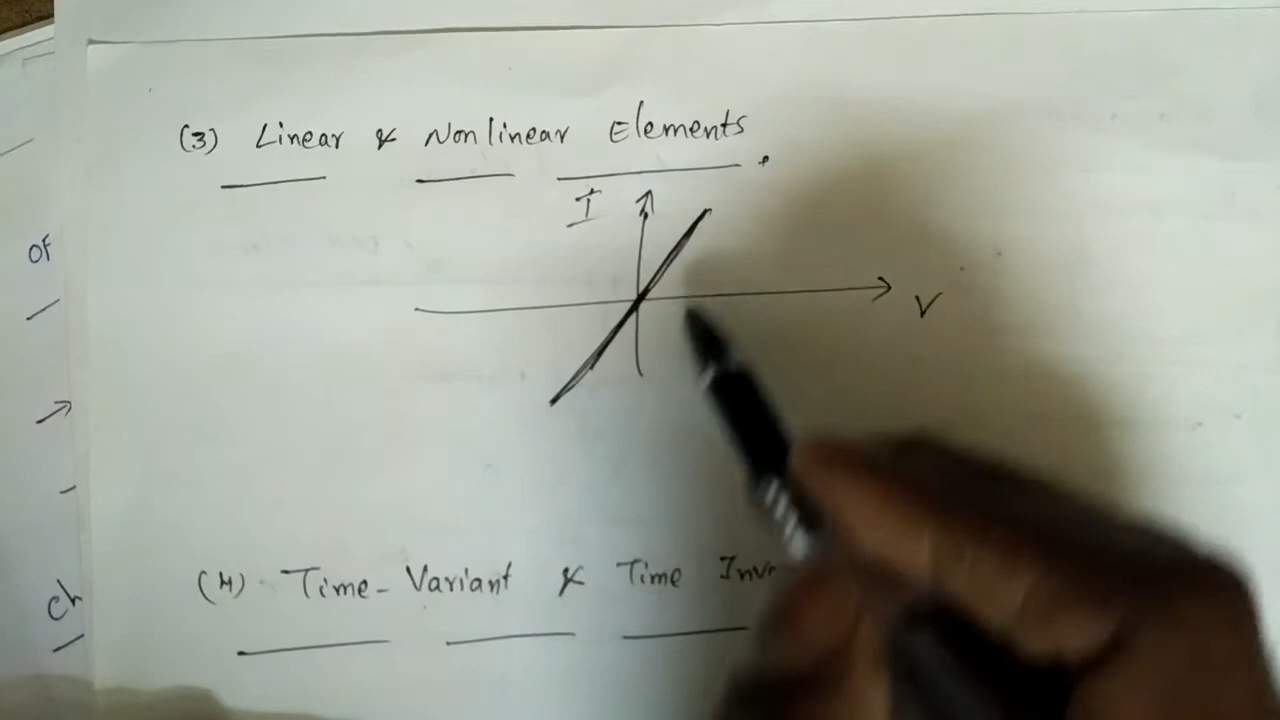 (3) Linear & Nonlinear Elements.
I
V
of
(4) Time-Variant & Time
ch